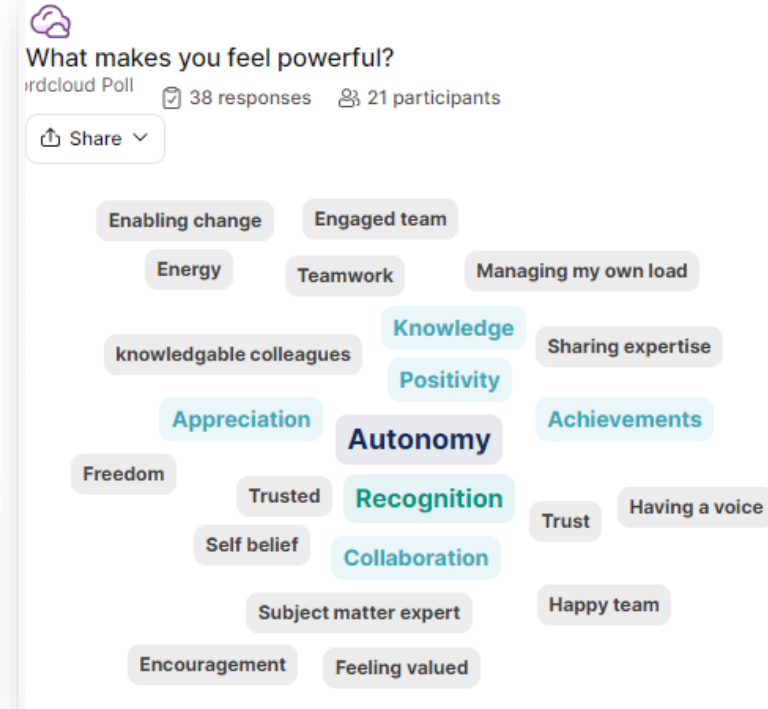 What makes you feel powerful?
rdcloud Poll
38 responses
21 participants
Share
Enabling change
Engaged team
Energy
Teamwork
Managing my own load
Knowledge
knowledgable colleagues
Sharing expertise
Positivity
Appreciation
Achievements
Autonomy
Freedom
Trusted
Recognition
Having a voice
Trust
Self belief
Collaboration
Subject matter expert
Happy team
Encouragement
Feeling valued